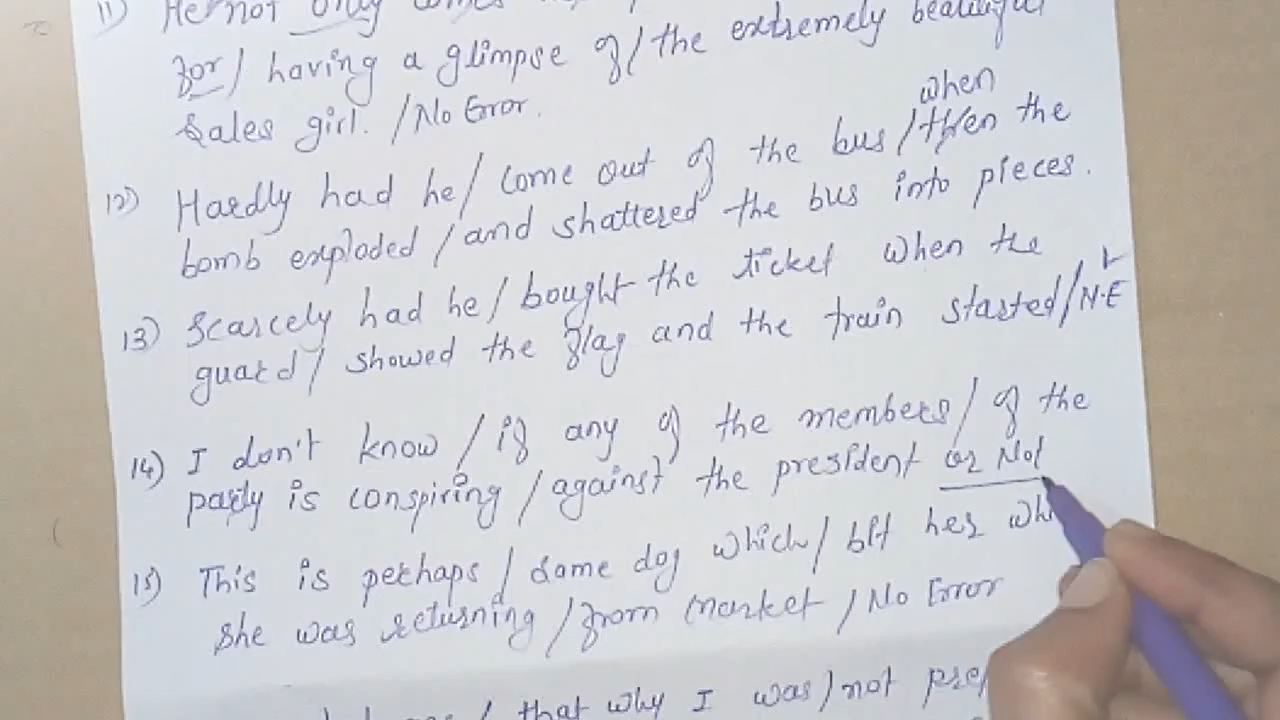 11) He not only comes
for / having a glimpse of / the extremely beautiful
sales girl. / No Error.
when
12) Hardly had he / come out of the bus / then the
bomb exploded / and shattered the bus into pieces.
13) Scarcely had he / bought the ticket when the
guard / showed the flag and the train started / N.E
14) I don't know / if any of the members / of the
party is conspiring / against the president or Not
15) This is perhaps / same dog which / bit her
she was returning / from market / No Error
/ that why I was / not